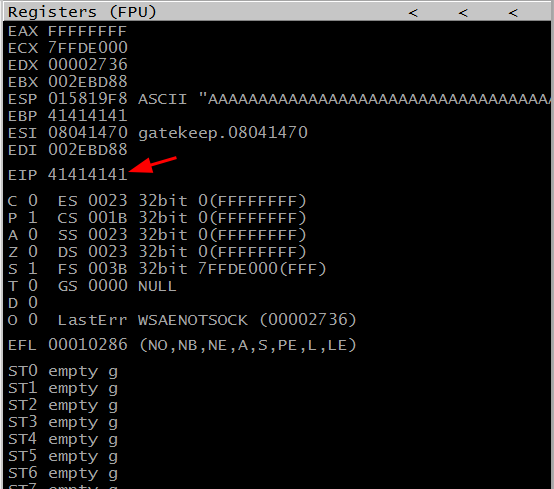 Registers (FPU) < < <
EAX FFFFFFFF
ECX 7FFDE000
EDX 00002736
EBX 002EBD88
ESP 015819F8 ASCII "AAAAAAAAAAAAAAAAAAAAAAAAAAAAAAAAAAA
EBP 41414141
ESI 08041470 gatekeep.08041470
EDI 002EBD88
EIP 41414141
C 0 ES 0023 32bit 0(FFFFFFFF)
P 1 CS 001B 32bit 0(FFFFFFFF)
A 0 SS 0023 32bit 0(FFFFFFFF)
Z 0 DS 0023 32bit 0(FFFFFFFF)
S 1 FS 003B 32bit 7FFDE000(FFF)
T 0 GS 0000 NULL
D 0
O 0 LastErr WSAENOTSOCK (00002736)
EFL 00010286 (NO,NB,NE,A,S,PE,L,LE)
ST0 empty g
ST1 empty g
ST2 empty g
ST3 empty g
ST4 empty g
ST5 empty g
ST6 empty g
ST7 empty g